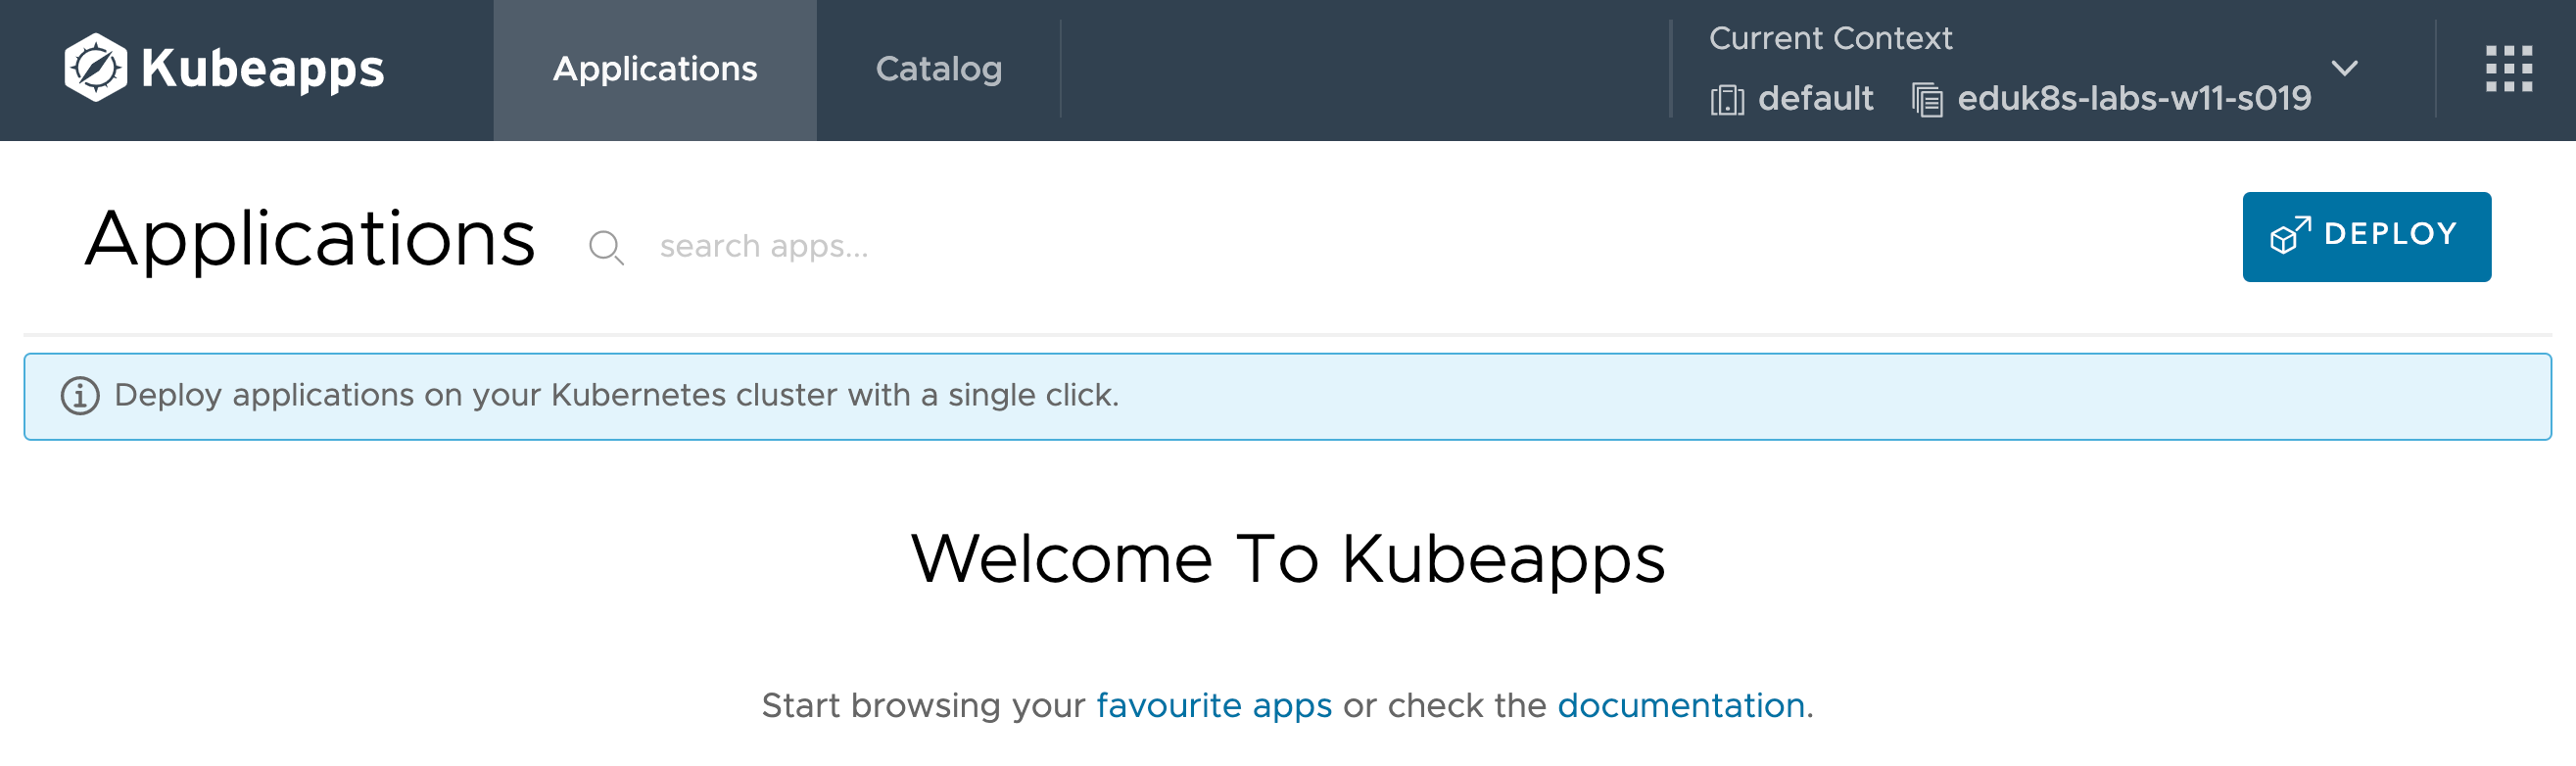 Kubeapps
Applications
Catalog
Current Context
default eduk8s-labs-w11-s019
Applications
search apps...
DEPLOY
Deploy applications on your Kubernetes cluster with a single click.
Welcome To Kubeapps
Start browsing your favourite apps or check the documentation.